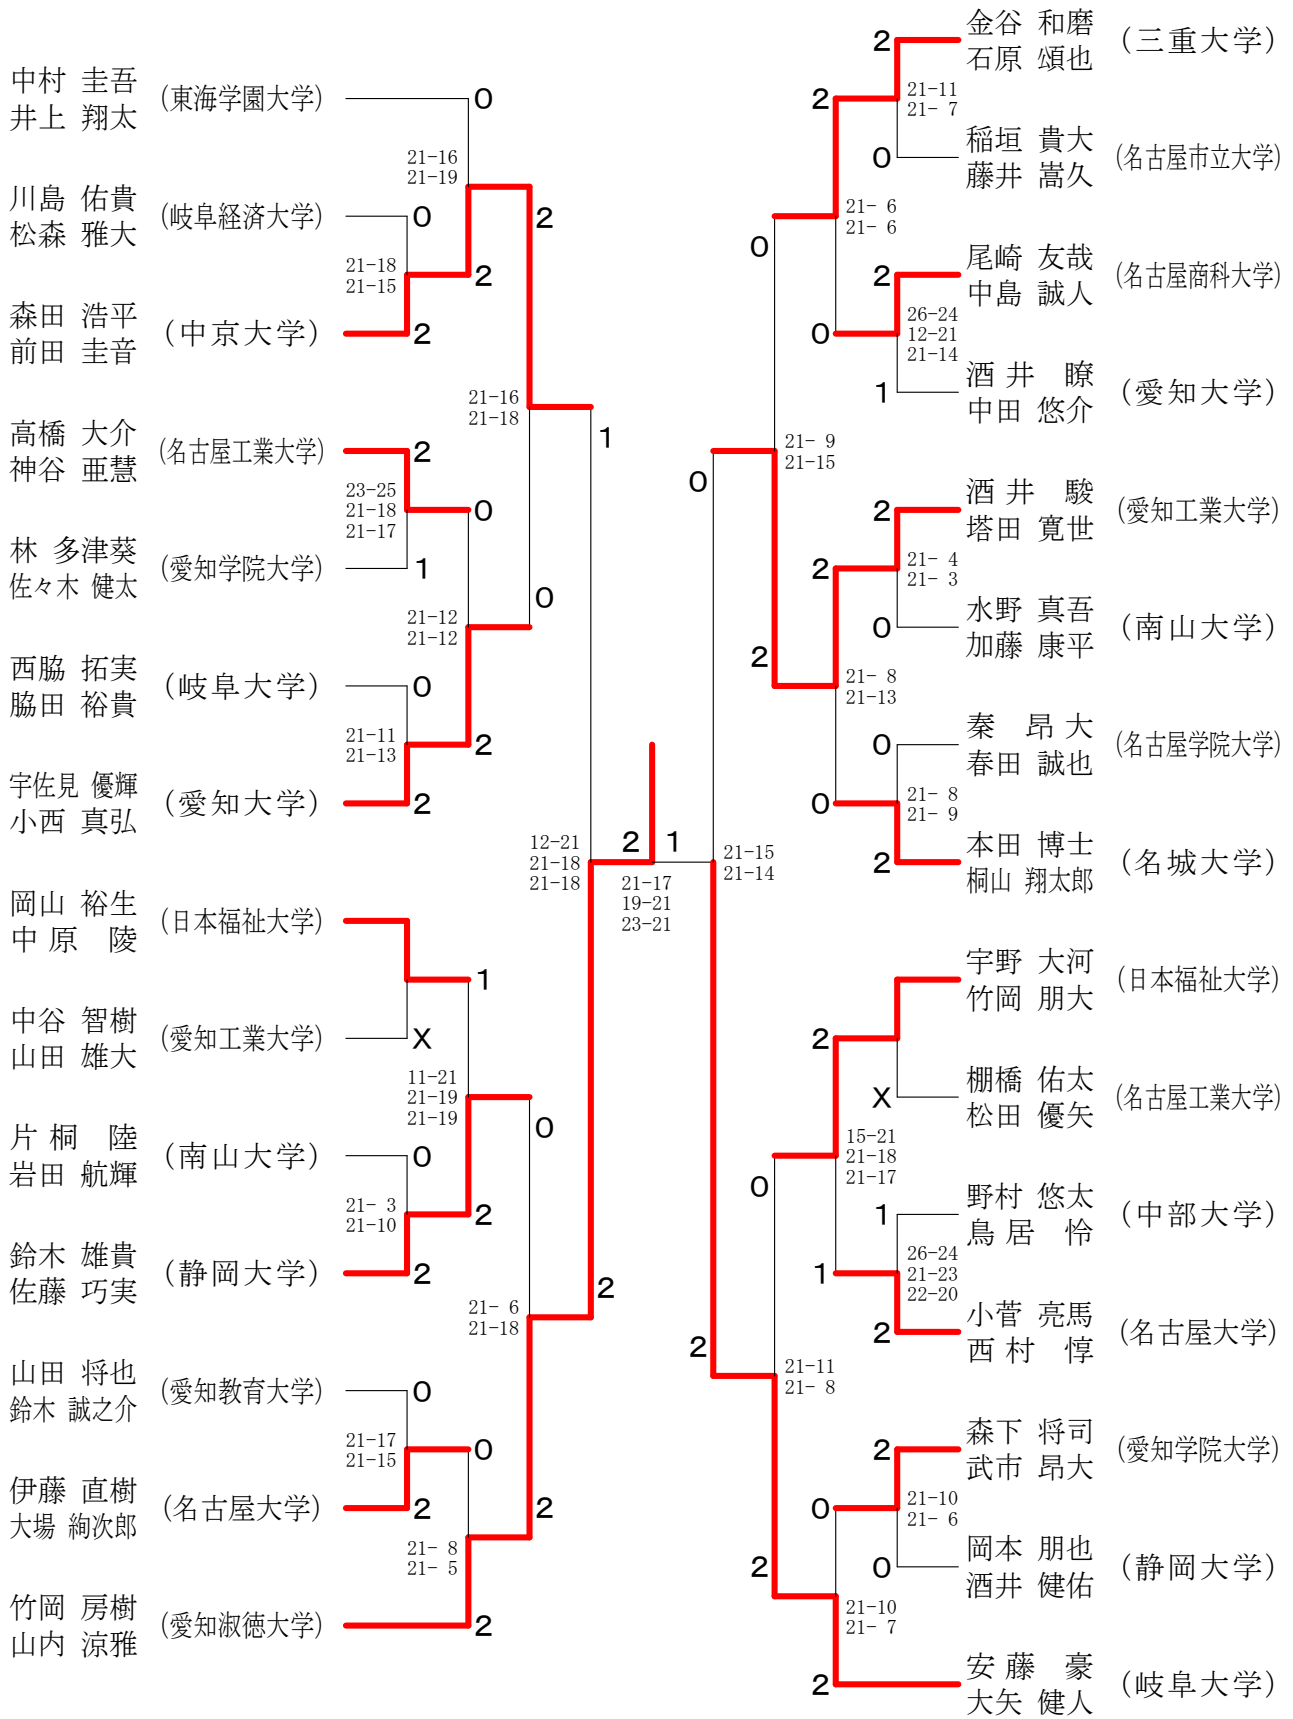 中村 圭吾
井上 翔太
(東海学園大学)
0
21-16
21-19
川島 佑貴
松森 雅大
(岐阜経済大学)
0
2
21-18
21-15
2
森田 浩平
前田 圭音
(中京大学)
2
21-16
21-18
1
高橋 大介
神谷 亜慧
(名古屋工業大学)
2
23-25
21-18
21-17
0
林 多津葵
佐々木 健太
(愛知学院大学)
1
0
21-12
21-12
西脇 拓実
脇田 裕貴
(岐阜大学)
0
21-11
21-13
2
宇佐見 優輝
小西 真弘
(愛知大学)
2
12-21
21-18
21-18
2
1
21-17
19-21
23-21
岡山 裕生
中原 陵
(日本福祉大学)
1
中谷 智樹
山田 雄大
(愛知工業大学)
X
11-21
21-19
21-19
0
片桐 陸
岩田 航輝
(南山大学)
0
21- 3
21-10
2
鈴木 雄貴
佐藤 巧実
(静岡大学)
2
2
21- 6
21-18
山田 将也
鈴木 誠之介
(愛知教育大学)
0
21-17
21-15
0
伊藤 直樹
大場 絢次郎
(名古屋大学)
2
2
21- 8
21- 5
竹岡 房樹
山内 涼雅
(愛知淑徳大学)
2
2
金谷 和磨
石原 頌也
(三重大学)
2
21-11
21- 7
0
稲垣 貴大
藤井 嵩久
(名古屋市立大学)
0
21- 6
21- 6
2
尾崎 友哉
中島 誠人
(名古屋商科大学)
0
26-24
12-21
21-14
1
酒井 瞭
中田 悠介
(愛知大学)
0
21- 9
21-15
2
酒井 駿
塔田 寛世
(愛知工業大学)
2
21- 4
21- 3
0
水野 真吾
加藤 康平
(南山大学)
2
21- 8
21-13
0
秦 昂大
春田 誠也
(名古屋学院大学)
0
21- 8
21- 9
2
本田 博士
桐山 翔太郎
(名城大学)
21-15
21-14
宇野 大河
竹岡 朋大
(日本福祉大学)
2
X
棚橋 佑太
松田 優矢
(名古屋工業大学)
0
15-21
21-18
21-17
1
野村 悠太
鳥居 怜
(中部大学)
1
26-24
21-23
22-20
2
小菅 亮馬
西村 惇
(名古屋大学)
2
21-11
21- 8
2
森下 将司
武市 昂大
(愛知学院大学)
0
21-10
21- 6
0
岡本 朋也
酒井 健佑
(静岡大学)
2
21-10
21- 7
2
安藤 豪
大矢 健人
(岐阜大学)